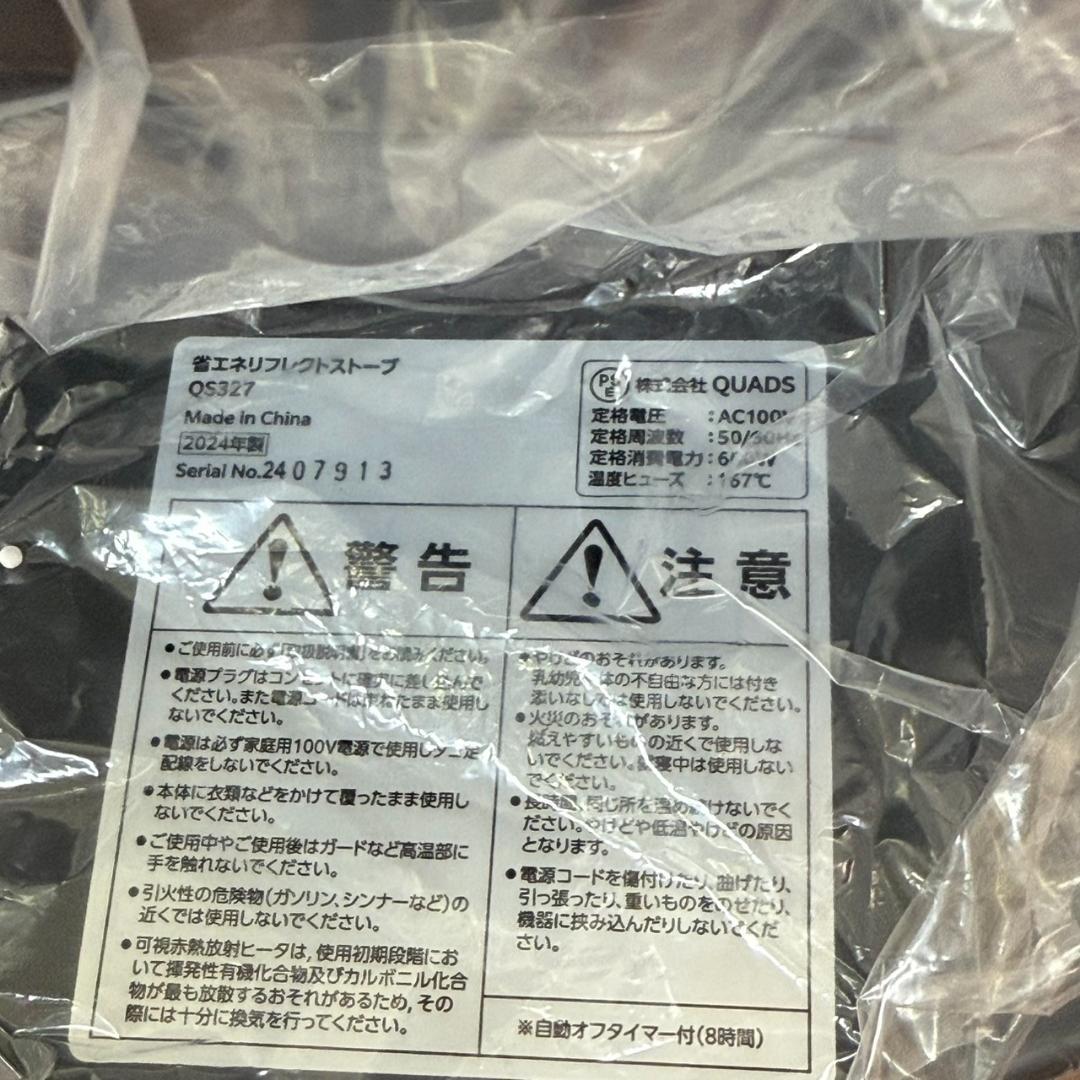 省エネリフレクトストーブ
QS327
Made in China
2024年製
Serial No.2407913
PSE 株式会社 QUADS
定格電圧 : AC100V
定格周波数 : 50/60Hz
定格消費電力 : 600W
温度ヒューズ : 167℃
警告
●ご使用前に必ず「取扱説明書」をお読みください。
●電源プラグはコンセントに確実に差し込んで
ください。また電源コードは束ねたまま使用し
ないでください。
●電源は必ず家庭用100V電源で使用し
配線をしないでください。
●本体に衣類などをかけて覆ったまま使用し
ないでください。
●ご使用中やご使用後はガードなど高温部に
手を触れないでください。
●引火性の危険物(ガソリン、シンナーなど)の
近くでは使用しないでください。
●可視赤熱放射ヒータは、使用初期段階にお
いて揮発性有機化合物及びカルボニル化合
物が最も放散するおそれがあるため、その
際には十分に換気を行ってください。
注意
●やけどのおそれがあります。
乳幼児や体の不自由な方には付き
添いなしでは使用しないでください。
●火災のおそれがあります。
燃えやすいものの近くで使用しな
いでください。就寝中は使用しない
でください。
●長時間、同じ所を温め続けないでく
ださい。やけどや低温やけどの原因
となります。
●電源コードを傷付けたり、曲げたり、
引っ張ったり、重いものをのせたり、
機器に挟み込んだりしないでくだ
さい。
※自動オフタイマー付(8時間)